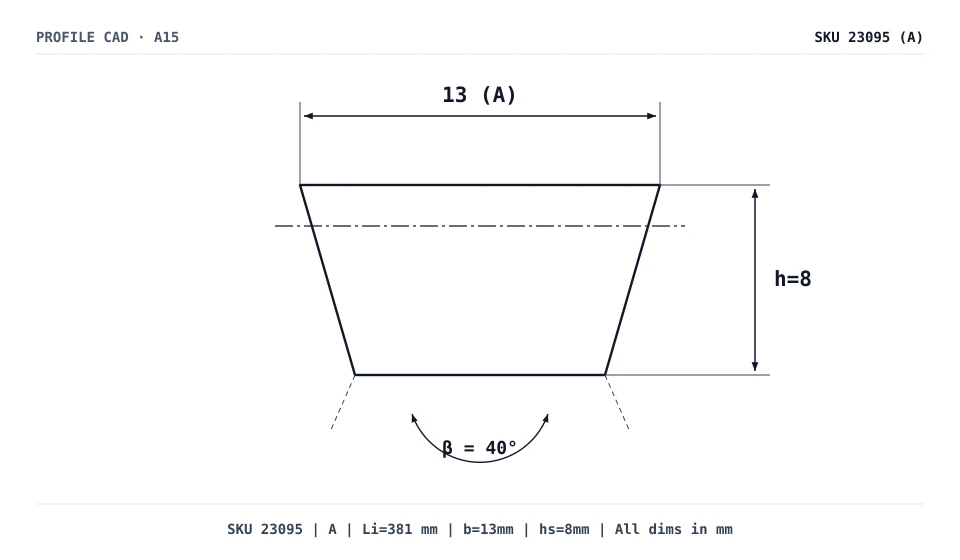 PROFILE CAD · A15
SKU 23095 (A)
13 (A)
h=8
β = 40°
SKU 23095 | A | Li=381 mm | b=13mm | hs=8mm | All dims in mm